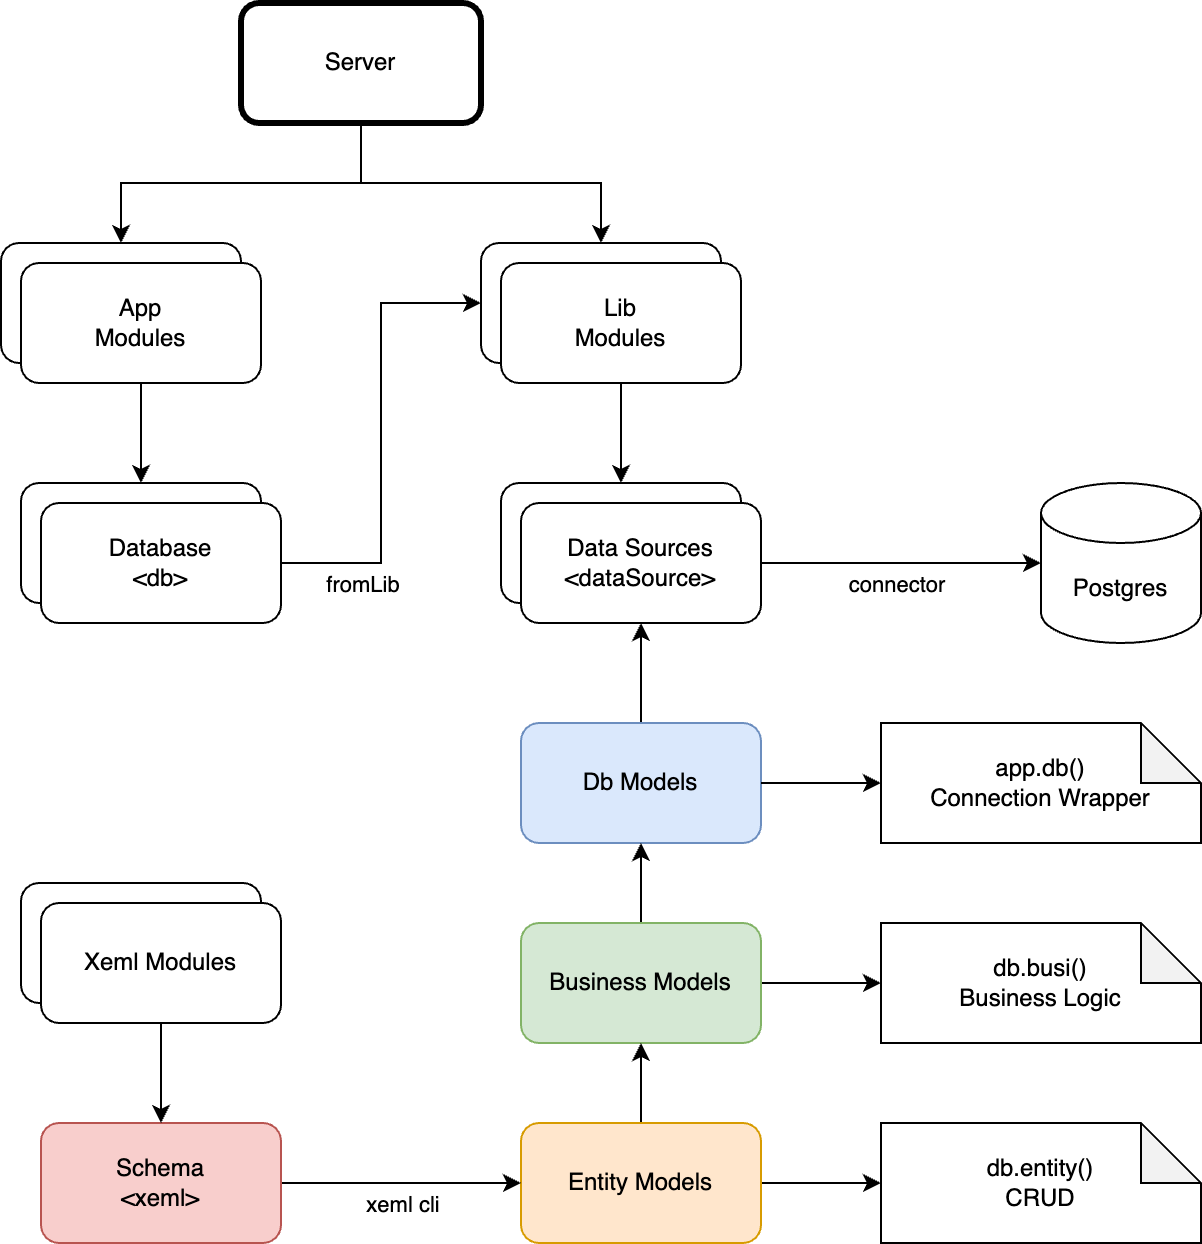 Server
App
Modules
Lib
Modules
Database
<db>
fromLib
Data Sources
<dataSource>
connector
Postgres
Db Models
app.db()
Connection Wrapper
Xeml Modules
Business Models
db.busi()
Business Logic
Schema
<xeml>
xeml cli
Entity Models
db.entity()
CRUD